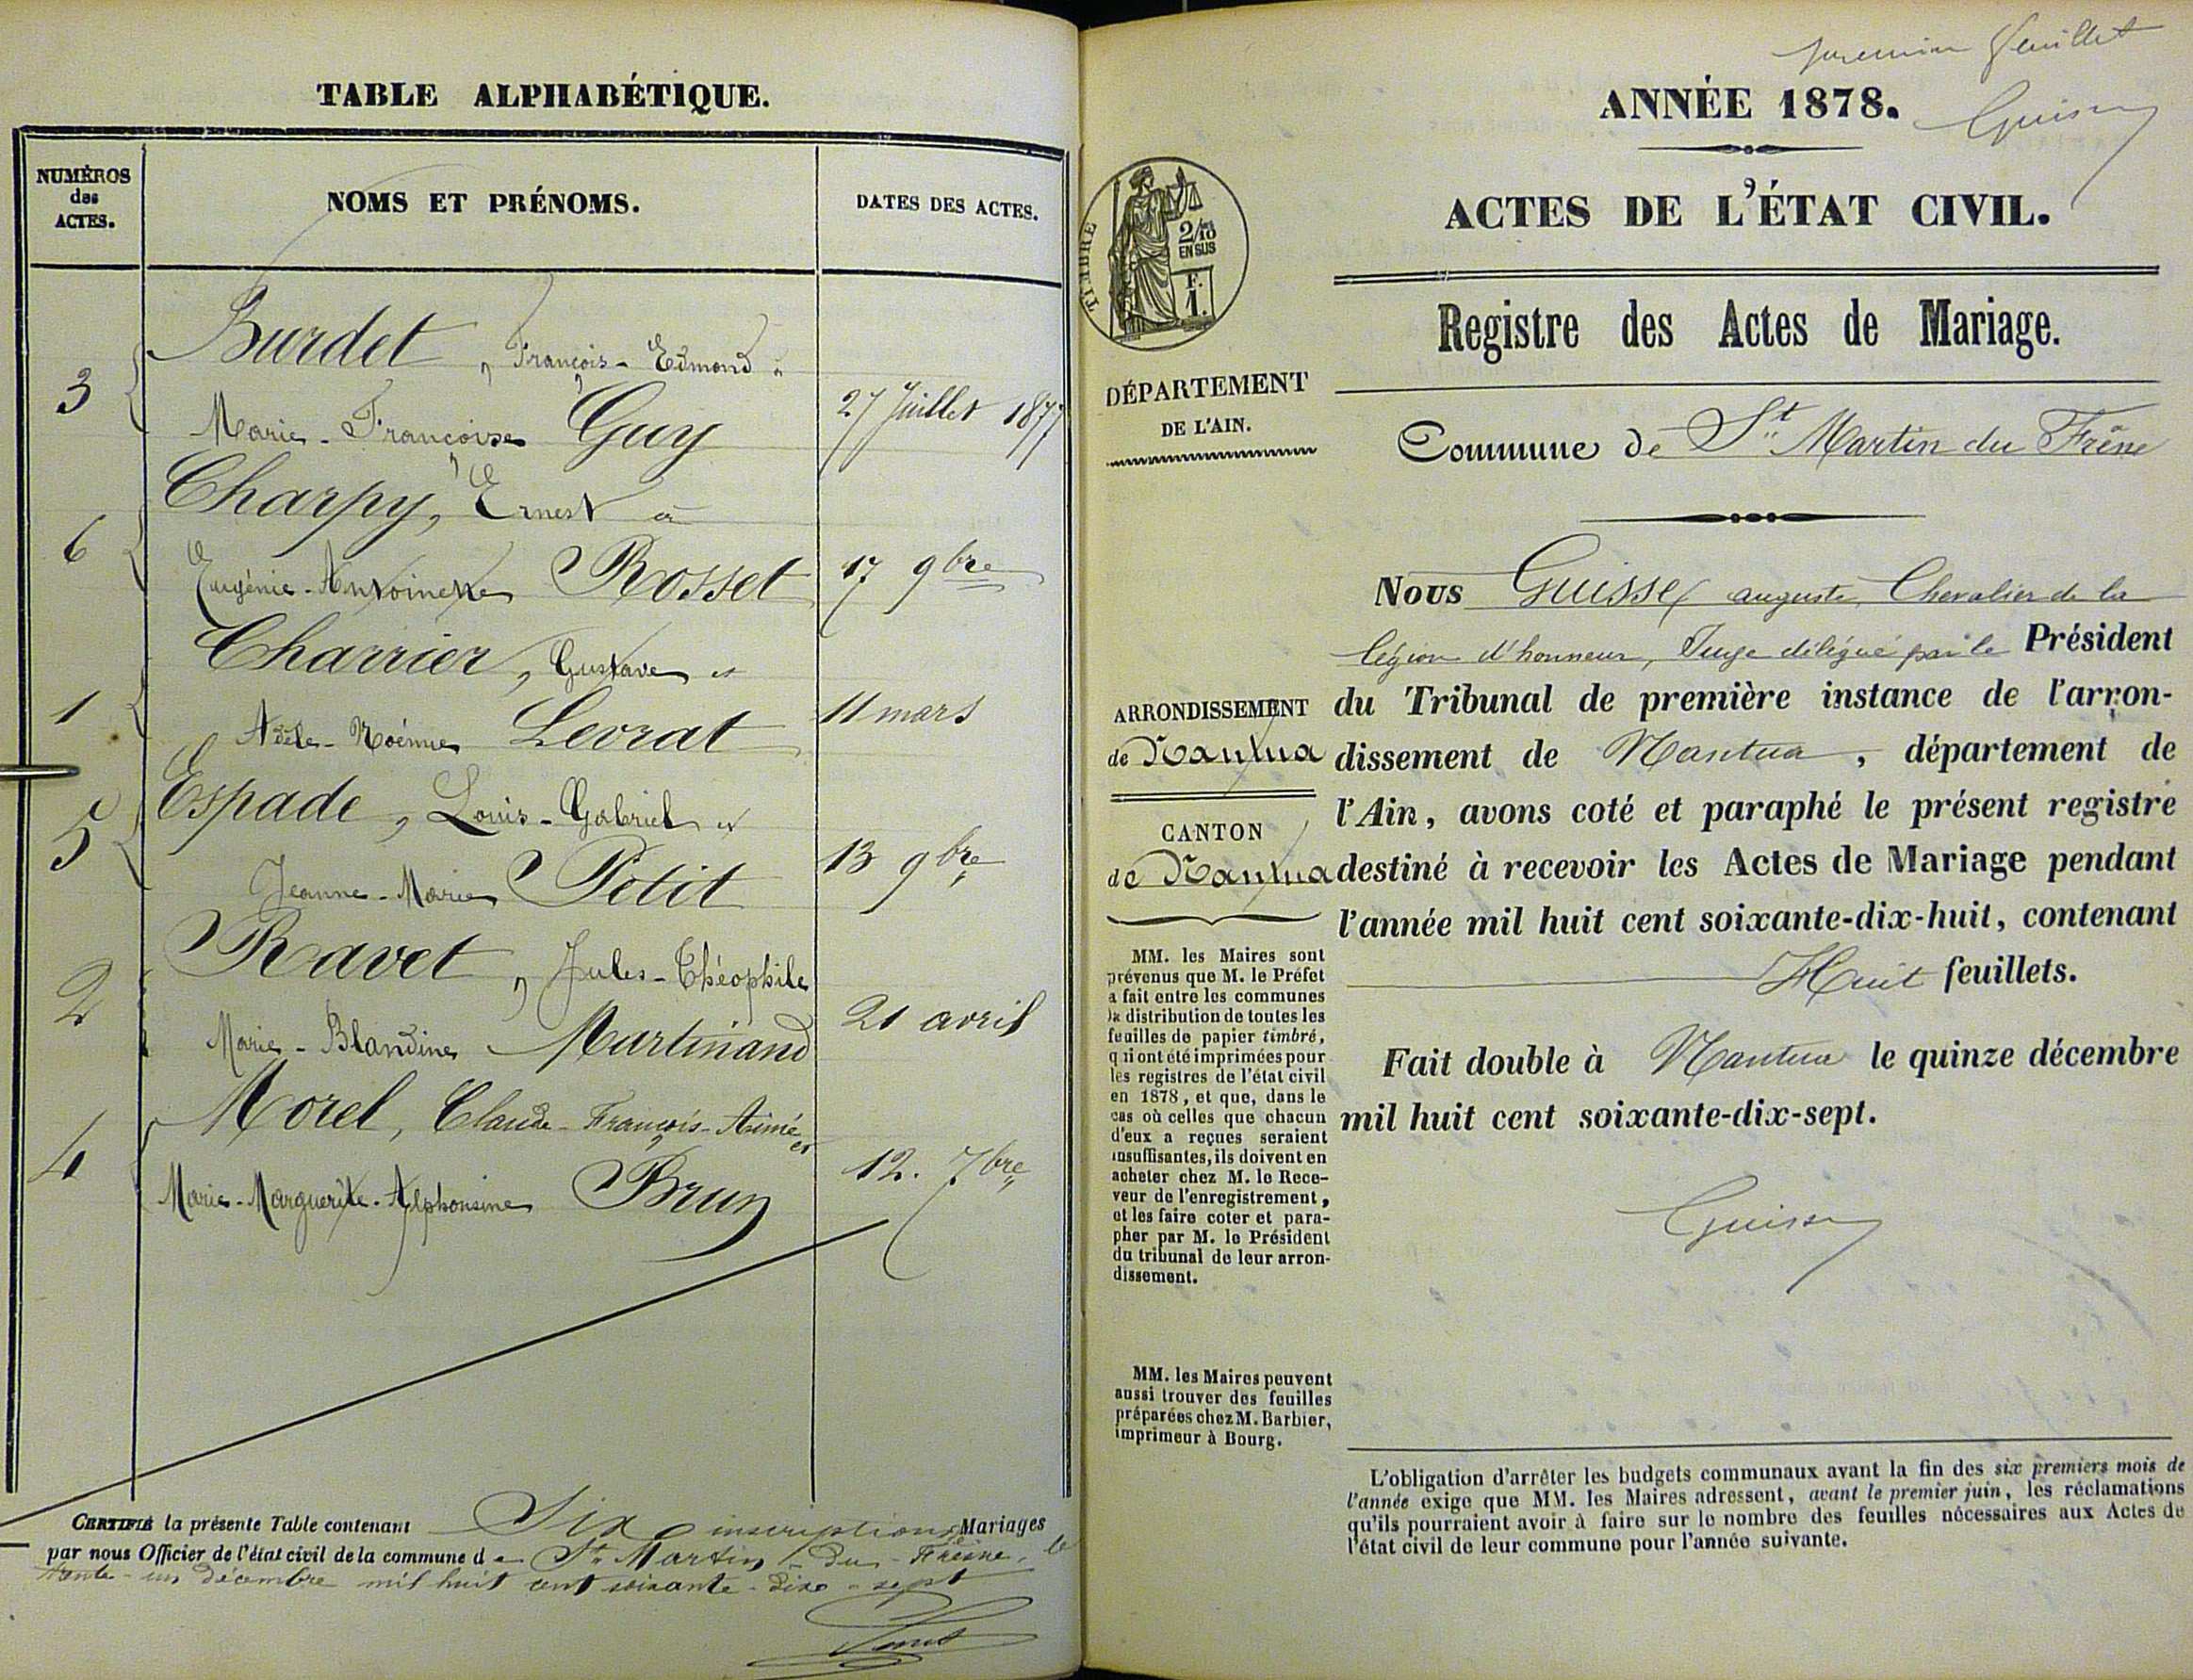 TABLE ALPHABÉTIQUE.
NUMÉROS
des
ACTES.
NOMS ET PRÉNOMS.
DATES DES ACTES.
Burdet, François-Edmond &
3
Marie-Françoise Guy
27 Juillet 1877
Charpy, Ernest &
6
Eugénie-Antoinette Rosset
17 9bre
Charrier, Gustave et
1
Adèle-Noémie Levrat
11 mars
Espade, Louis-Gabriel et
5
Jeanne-Marie Petit
13 9bre
Ravet, Jules-Théophile
2
Marie-Blandine Martinand
21 avril
Morel, Claude-François-Aimé et
4
Marie-Marguerite-Alphonsine Brun
12. 7bre
CERTIFIÉ la présente Table contenant Six inscriptions de Mariages
par nous Officier de l'état civil de la commune de St Martin-du-Fresne, le
trente-un décembre mil huit cent soixante-dix-sept
premier feuillet
ANNÉE 1878.
Guisse
ACTES DE L'ÉTAT CIVIL.
TIMBRE
2/10
EN SUS
F.
1.
Registre des Actes de Mariage.
DÉPARTEMENT
DE L'AIN.
Commune de St Martin du Frêne
Nous Guisse auguste, Chevalier de la
légion d'honneur, Juge délégué par le Président
du Tribunal de première instance de l'arron-
dissement de Nantua, département de
l'Ain, avons coté et paraphé le présent registre
destiné à recevoir les Actes de Mariage pendant
l'année mil huit cent soixante-dix-huit, contenant
Huit feuillets.
Fait double à Nantua le quinze décembre
mil huit cent soixante-dix-sept.
Guisse
ARRONDISSEMENT
de Nantua
CANTON
de Nantua
MM. les Maires sont
prévenus que M. le Préfet
a fait entre les communes
la distribution de toutes les
feuilles de papier timbré,
qui ont été imprimées pour
les registres de l'état civil
en 1878, et que, dans le
cas où celles que chacun
d'eux a reçues seraient
insuffisantes, ils doivent en
acheter chez M. le Rece-
veur de l'enregistrement,
et les faire coter et para-
pher par M. le Président
du tribunal de leur arron-
dissement.
MM. les Maires peuvent
aussi trouver des feuilles
préparées chez M. Barbier,
imprimeur à Bourg.
L'obligation d'arrêter les budgets communaux avant la fin des six premiers mois de
l'année exige que MM. les Maires adressent, avant le premier juin, les réclamations
qu'ils pourraient avoir à faire sur le nombre des feuilles nécessaires aux Actes de
l'état civil de leur commune pour l'année suivante.